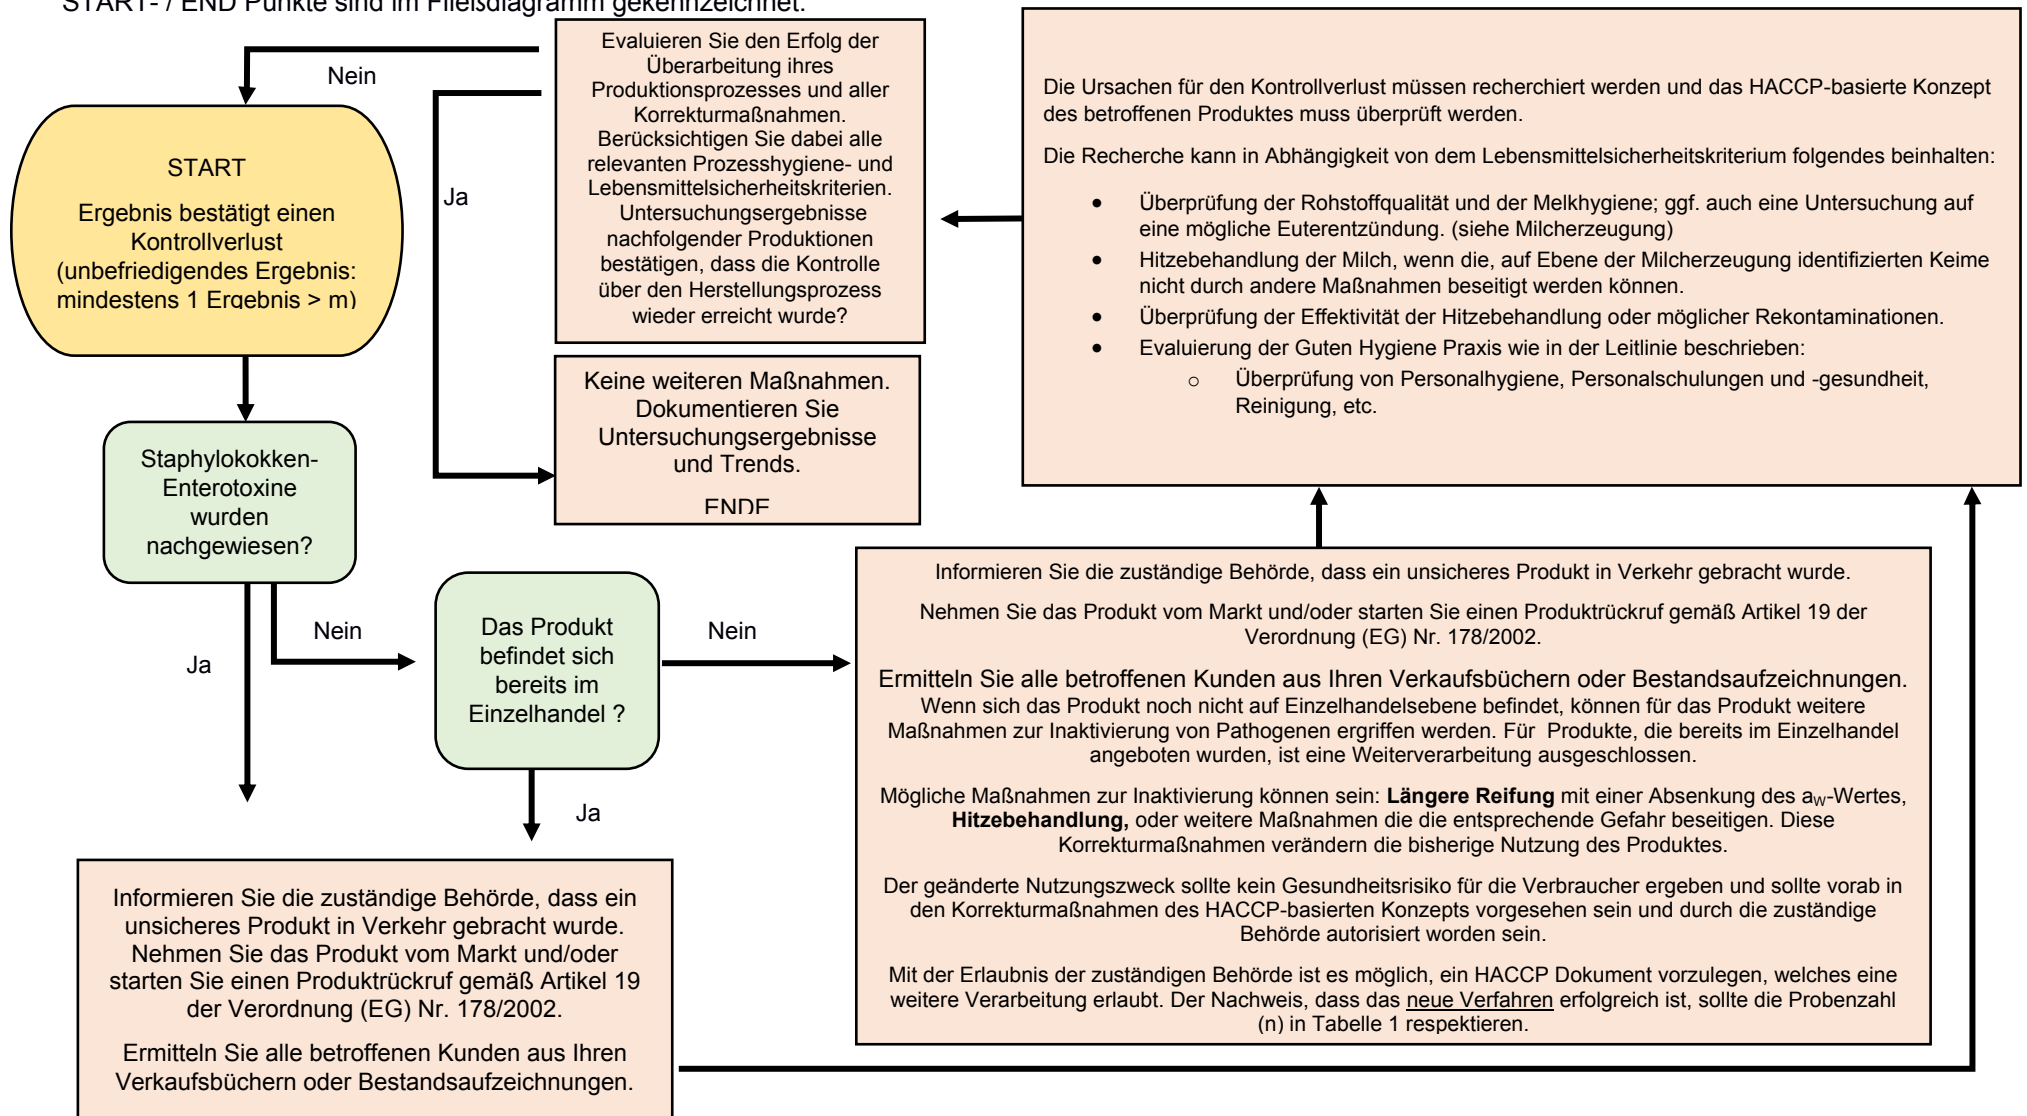 START- / END Punkte sind im Fließdiagramm gekennzeichnet.
Nein
START
Ergebnis bestätigt einen
Kontrollverlust
(unbefriedigendes Ergebnis:
mindestens 1 Ergebnis > m)
Evaluieren Sie den Erfolg der
Überarbeitung ihres
Produktionsprozesses und aller
Korrekturmaßnahmen.
Berücksichtigen Sie dabei alle
relevanten Prozesshygiene- und
Lebensmittelsicherheitskriterien.
Untersuchungsergebnisse
nachfolgender Produktionen
bestätigen, dass die Kontrolle
über den Herstellungsprozess
wieder erreicht wurde?
Ja
Keine weiteren Maßnahmen.
Dokumentieren Sie
Untersuchungsergebnisse
und Trends.
ENDE
Die Ursachen für den Kontrollverlust müssen recherchiert werden und das HACCP-basierte Konzept
des betroffenen Produktes muss überprüft werden.
Die Recherche kann in Abhängigkeit von dem Lebensmittelsicherheitskriterium folgendes beinhalten:
• Überprüfung der Rohstoffqualität und der Melkhygiene; ggf. auch eine Untersuchung auf
eine mögliche Euterentzündung. (siehe Milcherzeugung)
• Hitzebehandlung der Milch, wenn die, auf Ebene der Milcherzeugung identifizierten Keime
nicht durch andere Maßnahmen beseitigt werden können.
• Überprüfung der Effektivität der Hitzebehandlung oder möglicher Rekontaminationen.
• Evaluierung der Guten Hygiene Praxis wie in der Leitlinie beschrieben:
o Überprüfung von Personalhygiene, Personalschulungen und -gesundheit,
Reinigung, etc.
Staphylokokken-
Enterotoxine
wurden
nachgewiesen?
Ja
Nein
Das Produkt
befindet sich
bereits im
Einzelhandel ?
Nein
Ja
Informieren Sie die zuständige Behörde, dass ein
unsicheres Produkt in Verkehr gebracht wurde.
Nehmen Sie das Produkt vom Markt und/oder
starten Sie einen Produktrückruf gemäß Artikel 19
der Verordnung (EG) Nr. 178/2002.
Ermitteln Sie alle betroffenen Kunden aus Ihren
Verkaufsbüchern oder Bestandsaufzeichnungen.
Informieren Sie die zuständige Behörde, dass ein unsicheres Produkt in Verkehr gebracht wurde.
Nehmen Sie das Produkt vom Markt und/oder starten Sie einen Produktrückruf gemäß Artikel 19 der
Verordnung (EG) Nr. 178/2002.
Ermitteln Sie alle betroffenen Kunden aus Ihren Verkaufsbüchern oder Bestandsaufzeichnungen.
Wenn sich das Produkt noch nicht auf Einzelhandelsebene befindet, können für das Produkt weitere
Maßnahmen zur Inaktivierung von Pathogenen ergriffen werden. Für Produkte, die bereits im Einzelhandel
angeboten wurden, ist eine Weiterverarbeitung ausgeschlossen.
Mögliche Maßnahmen zur Inaktivierung können sein: Längere Reifung mit einer Absenkung des aW-Wertes,
Hitzebehandlung, oder weitere Maßnahmen die die entsprechende Gefahr beseitigen. Diese
Korrekturmaßnahmen verändern die bisherige Nutzung des Produktes.
Der geänderte Nutzungszweck sollte kein Gesundheitsrisiko für die Verbraucher ergeben und sollte vorab in
den Korrekturmaßnahmen des HACCP-basierten Konzepts vorgesehen sein und durch die zuständige
Behörde autorisiert worden sein.
Mit der Erlaubnis der zuständigen Behörde ist es möglich, ein HACCP Dokument vorzulegen, welches eine
weitere Verarbeitung erlaubt. Der Nachweis, dass das neue Verfahren erfolgreich ist, sollte die Probenzahl
(n) in Tabelle 1 respektieren.